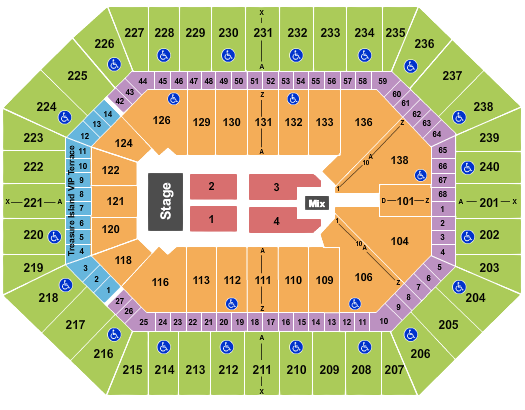 X
227 228 229 230 231 232 233 234 235
226 236
A
225 237
44 45 46 47 48 49 50 51 52 53 54 55 56 57 58 59
43 60
42 61
224 14 Z 62 238
13 126 129 130 131 132 133 136 Z 63
12 64
223 124 A 239
11 65
10 A
222 122 10 138 66 240
9 2 3 67
8 1
X 221 A 121 Stage Mix D 101 Z 68 A 201 X
7 1
6 1 4 1
220 120 2 202
5 104 3
4 10
A
219 118 A 5 203
3 6
218 2 116 113 112 111 110 109 106 7 204
1 Z 8
Z 9
27
217 26 10 205
25 24 23 22 21 20 19 18 17 16 15 14 13 12 11
216 206
A
215 214 213 212 211 210 209 208 207
X
Treasure Island VIP Terrace